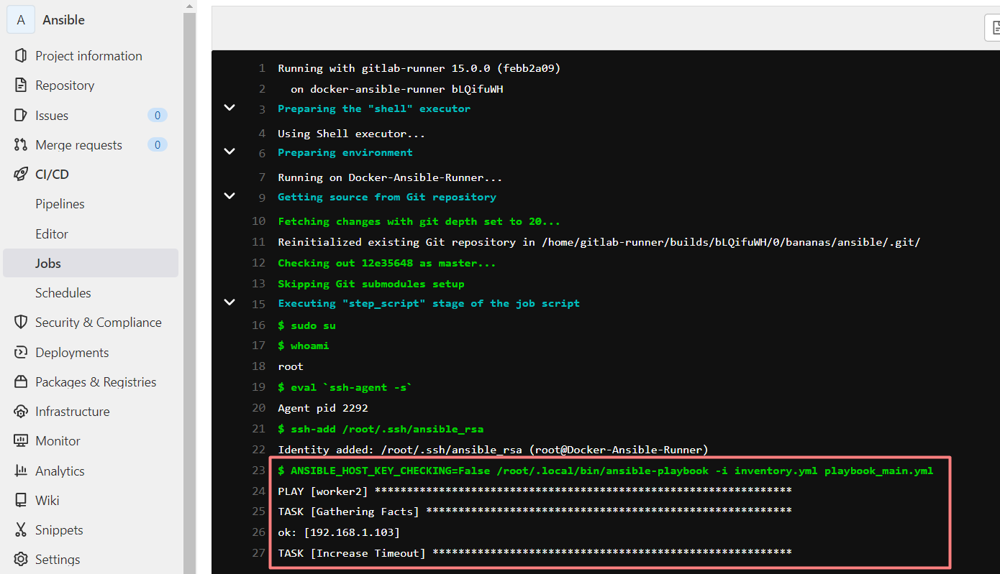 A Ansible
Project information
Repository
Issues 0
Merge requests 0
CI/CD
Pipelines
Editor
Jobs
Schedules
Security & Compliance
Deployments
Packages & Registries
Infrastructure
Monitor
Analytics
Wiki
Snippets
Settings
1 Running with gitlab-runner 15.0.0 (febb2a09)
2 on docker-ansible-runner bLQifuWH
3 Preparing the "shell" executor
4 Using Shell executor...
6 Preparing environment
7 Running on Docker-Ansible-Runner...
9 Getting source from Git repository
10 Fetching changes with git depth set to 20...
11 Reinitialized existing Git repository in /home/gitlab-runner/builds/bLQifuWH/0/bananas/ansible/.git/
12 Checking out 12e35648 as master...
13 Skipping Git submodules setup
15 Executing "step_script" stage of the job script
16 $ sudo su
17 $ whoami
18 root
19 $ eval `ssh-agent -s`
20 Agent pid 2292
21 $ ssh-add /root/.ssh/ansible_rsa
22 Identity added: /root/.ssh/ansible_rsa (root@Docker-Ansible-Runner)
23 $ ANSIBLE_HOST_KEY_CHECKING=False /root/.local/bin/ansible-playbook -i inventory.yml playbook_main.yml
24 PLAY [worker2] *****************************************************************
25 TASK [Gathering Facts] *********************************************************
26 ok: [192.168.1.103]
27 TASK [Increase Timeout] ********************************************************